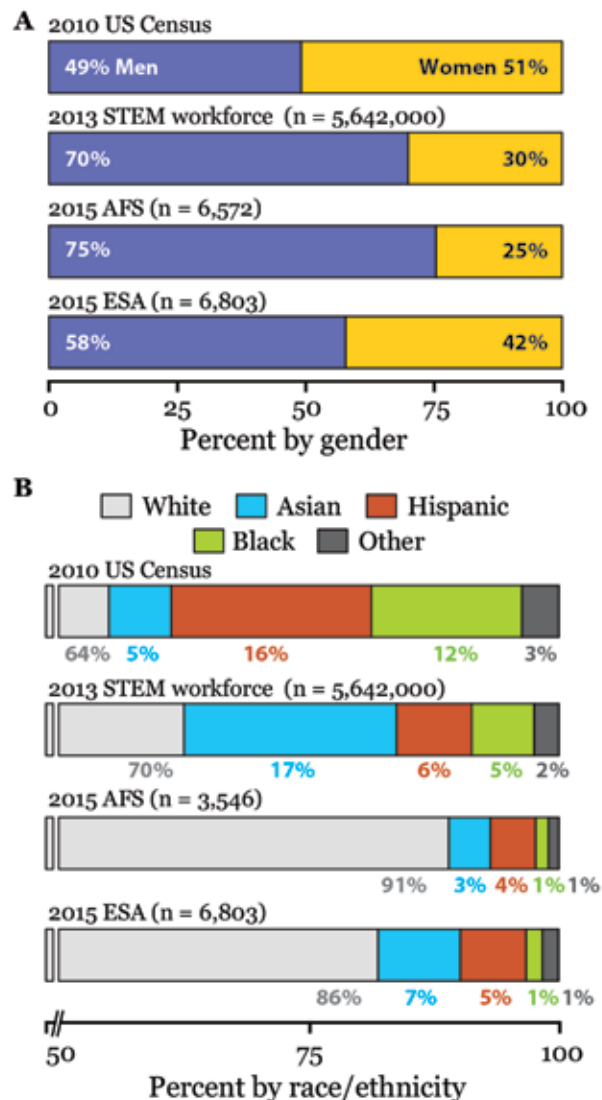 A
2010 US Census
49% Men Women 51%
2013 STEM workforce (n = 5,642,000)
70% 30%
2015 AFS (n = 6,572)
75% 25%
2015 ESA (n = 6,803)
58% 42%
0 25 50 75 100
Percent by gender
B
White Asian Hispanic
Black Other
2010 US Census
64% 5% 16% 12% 3%
2013 STEM workforce (n = 5,642,000)
70% 17% 6% 5% 2%
2015 AFS (n = 3,546)
91% 3% 4% 1% 1%
2015 ESA (n = 6,803)
86% 7% 5% 1% 1%
50 75 100
Percent by race/ethnicity